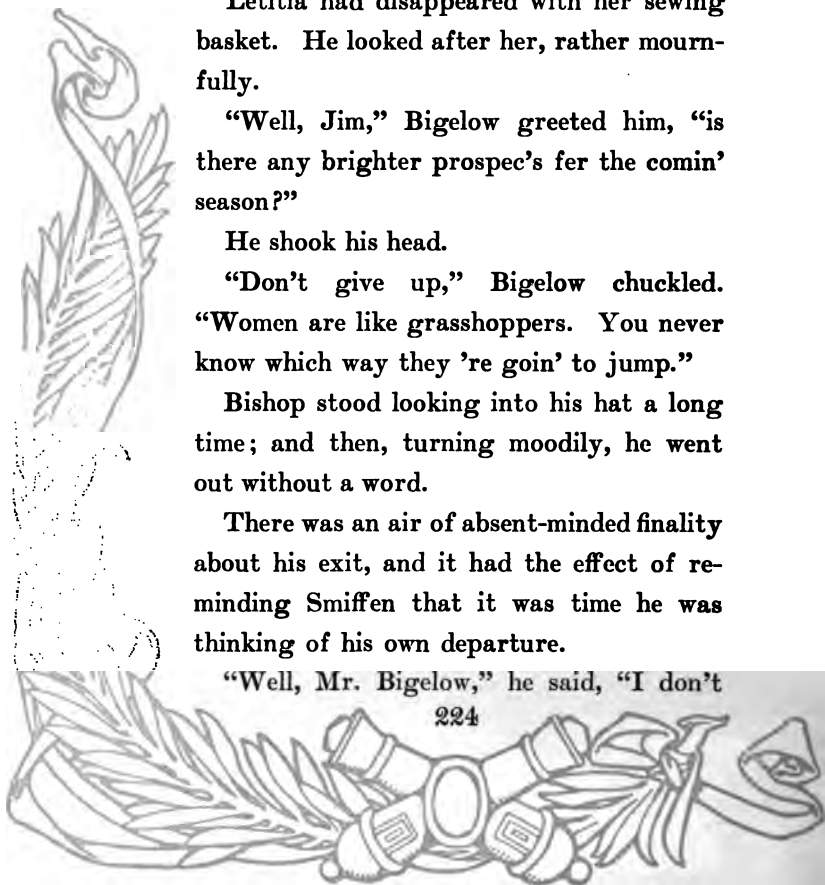 Letitia had disappeared with her sewing
basket. He looked after her, rather mourn-
fully.
“Well, Jim,” Bigelow greeted him, “is
there any brighter prospec’s fer the comin’
season?”
He shook his head.
“Don’t give up,” Bigelow chuckled.
“Women are like grasshoppers. You never
know which way they ’re goin’ to jump.”
Bishop stood looking into his hat a long
time; and then, turning moodily, he went
out without a word.
There was an air of absent-minded finality
about his exit, and it had the effect of re-
minding Smiffen that it was time he was
thinking of his own departure.
“Well, Mr. Bigelow,” he said, “I don’t
224